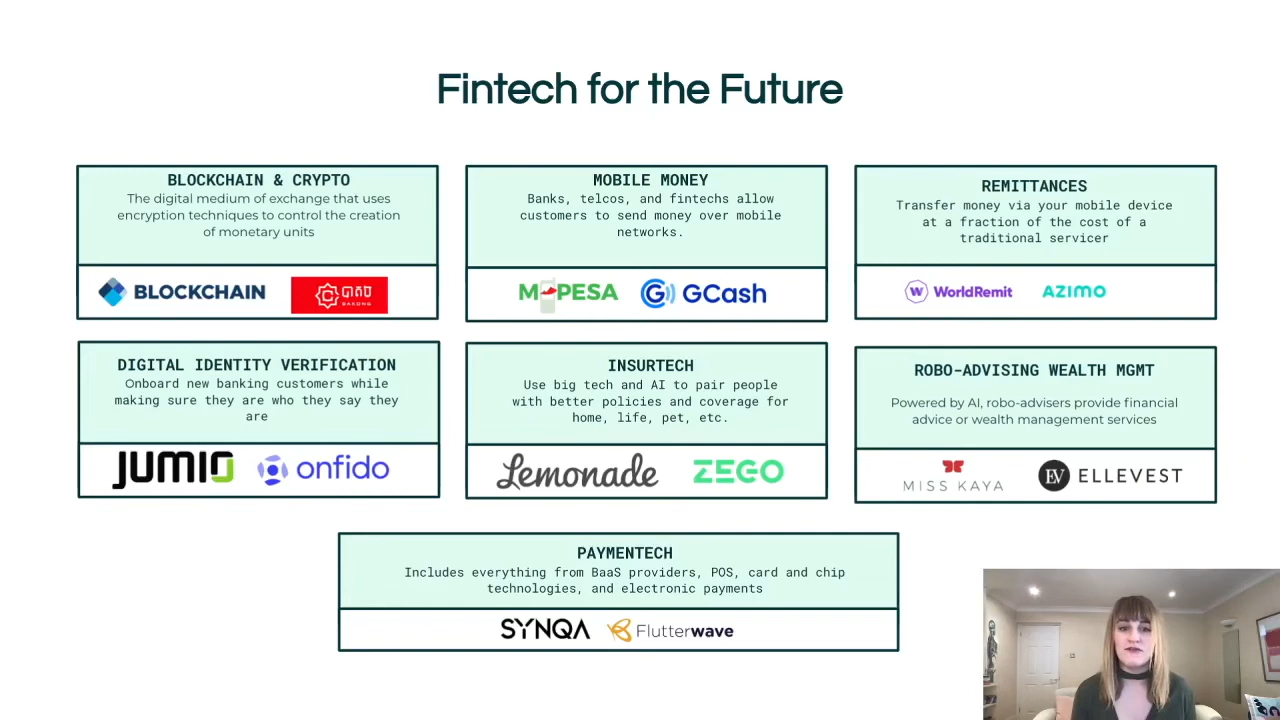 Fintech for the Future
BLOCKCHAIN & CRYPTO
The digital medium of exchange that uses
encryption techniques to control the creation
of monetary units
BLOCKCHAIN
បាគង
BAKONG
MOBILE MONEY
Banks, telcos, and fintechs allow
customers to send money over mobile
networks.
M-PESA
GCash
REMITTANCES
Transfer money via your mobile device
at a fraction of the cost of a
traditional servicer
W WorldRemit
AZIMO
DIGITAL IDENTITY VERIFICATION
Onboard new banking customers while
making sure they are who they say they
are
JUMIO
onfido
INSURTECH
Use big tech and AI to pair people
with better policies and coverage for
home, life, pet, etc.
Lemonade
ZEGO
ROBO-ADVISING WEALTH MGMT
Powered by AI, robo-advisers provide financial
advice or wealth management services
MISS KAYA
EV ELLEVEST
PAYMENTECH
Includes everything from BaaS providers, POS, card and chip
technologies, and electronic payments
SYNQA
Flutterwave